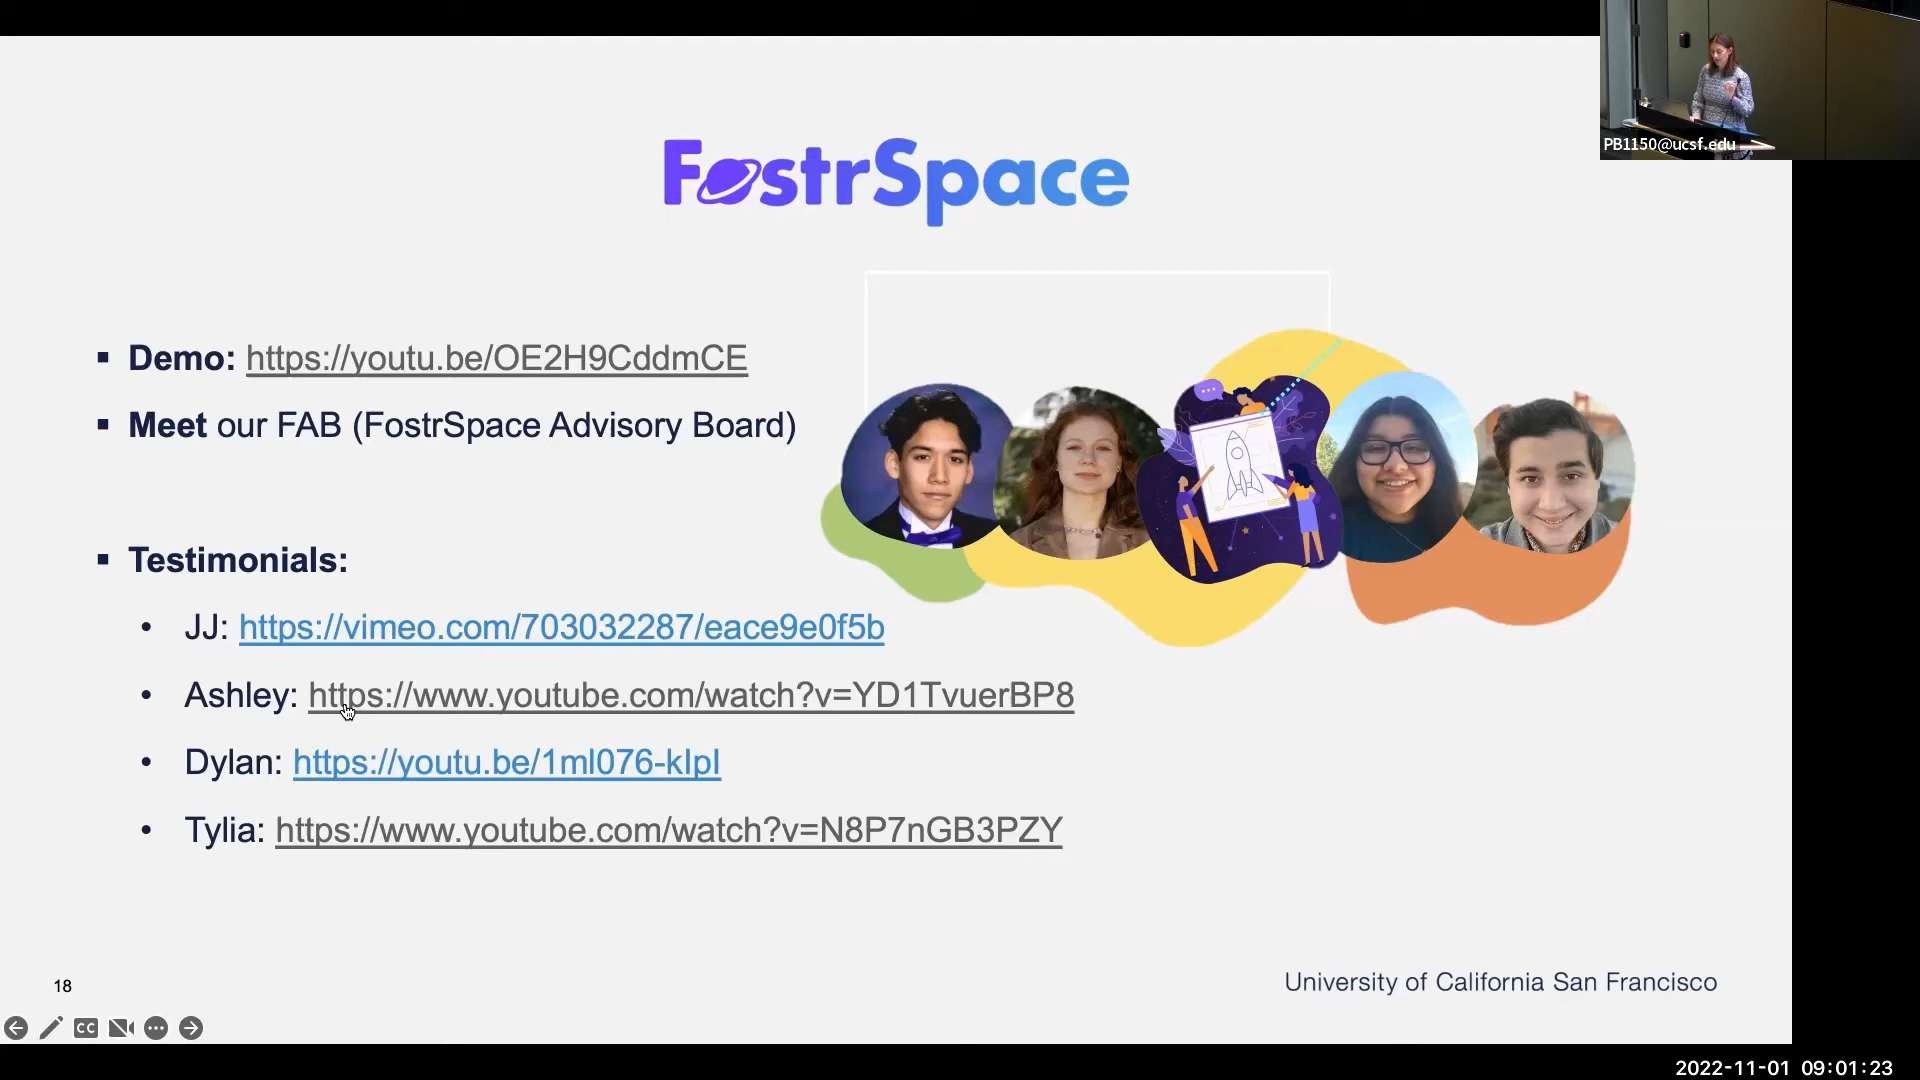 PB1150@ucsf.edu
FostrSpace
▪ Demo: https://youtu.be/OE2H9CddmCE
▪ Meet our FAB (FostrSpace Advisory Board)
▪ Testimonials:
• JJ: https://vimeo.com/703032287/eace9e0f5b
• Ashley: https://www.youtube.com/watch?v=YD1TvuerBP8
• Dylan: https://youtu.be/1ml076-kIpI
• Tylia: https://www.youtube.com/watch?v=N8P7nGB3PZY
18
University of California San Francisco
CC
2022-11-01 09:01:23